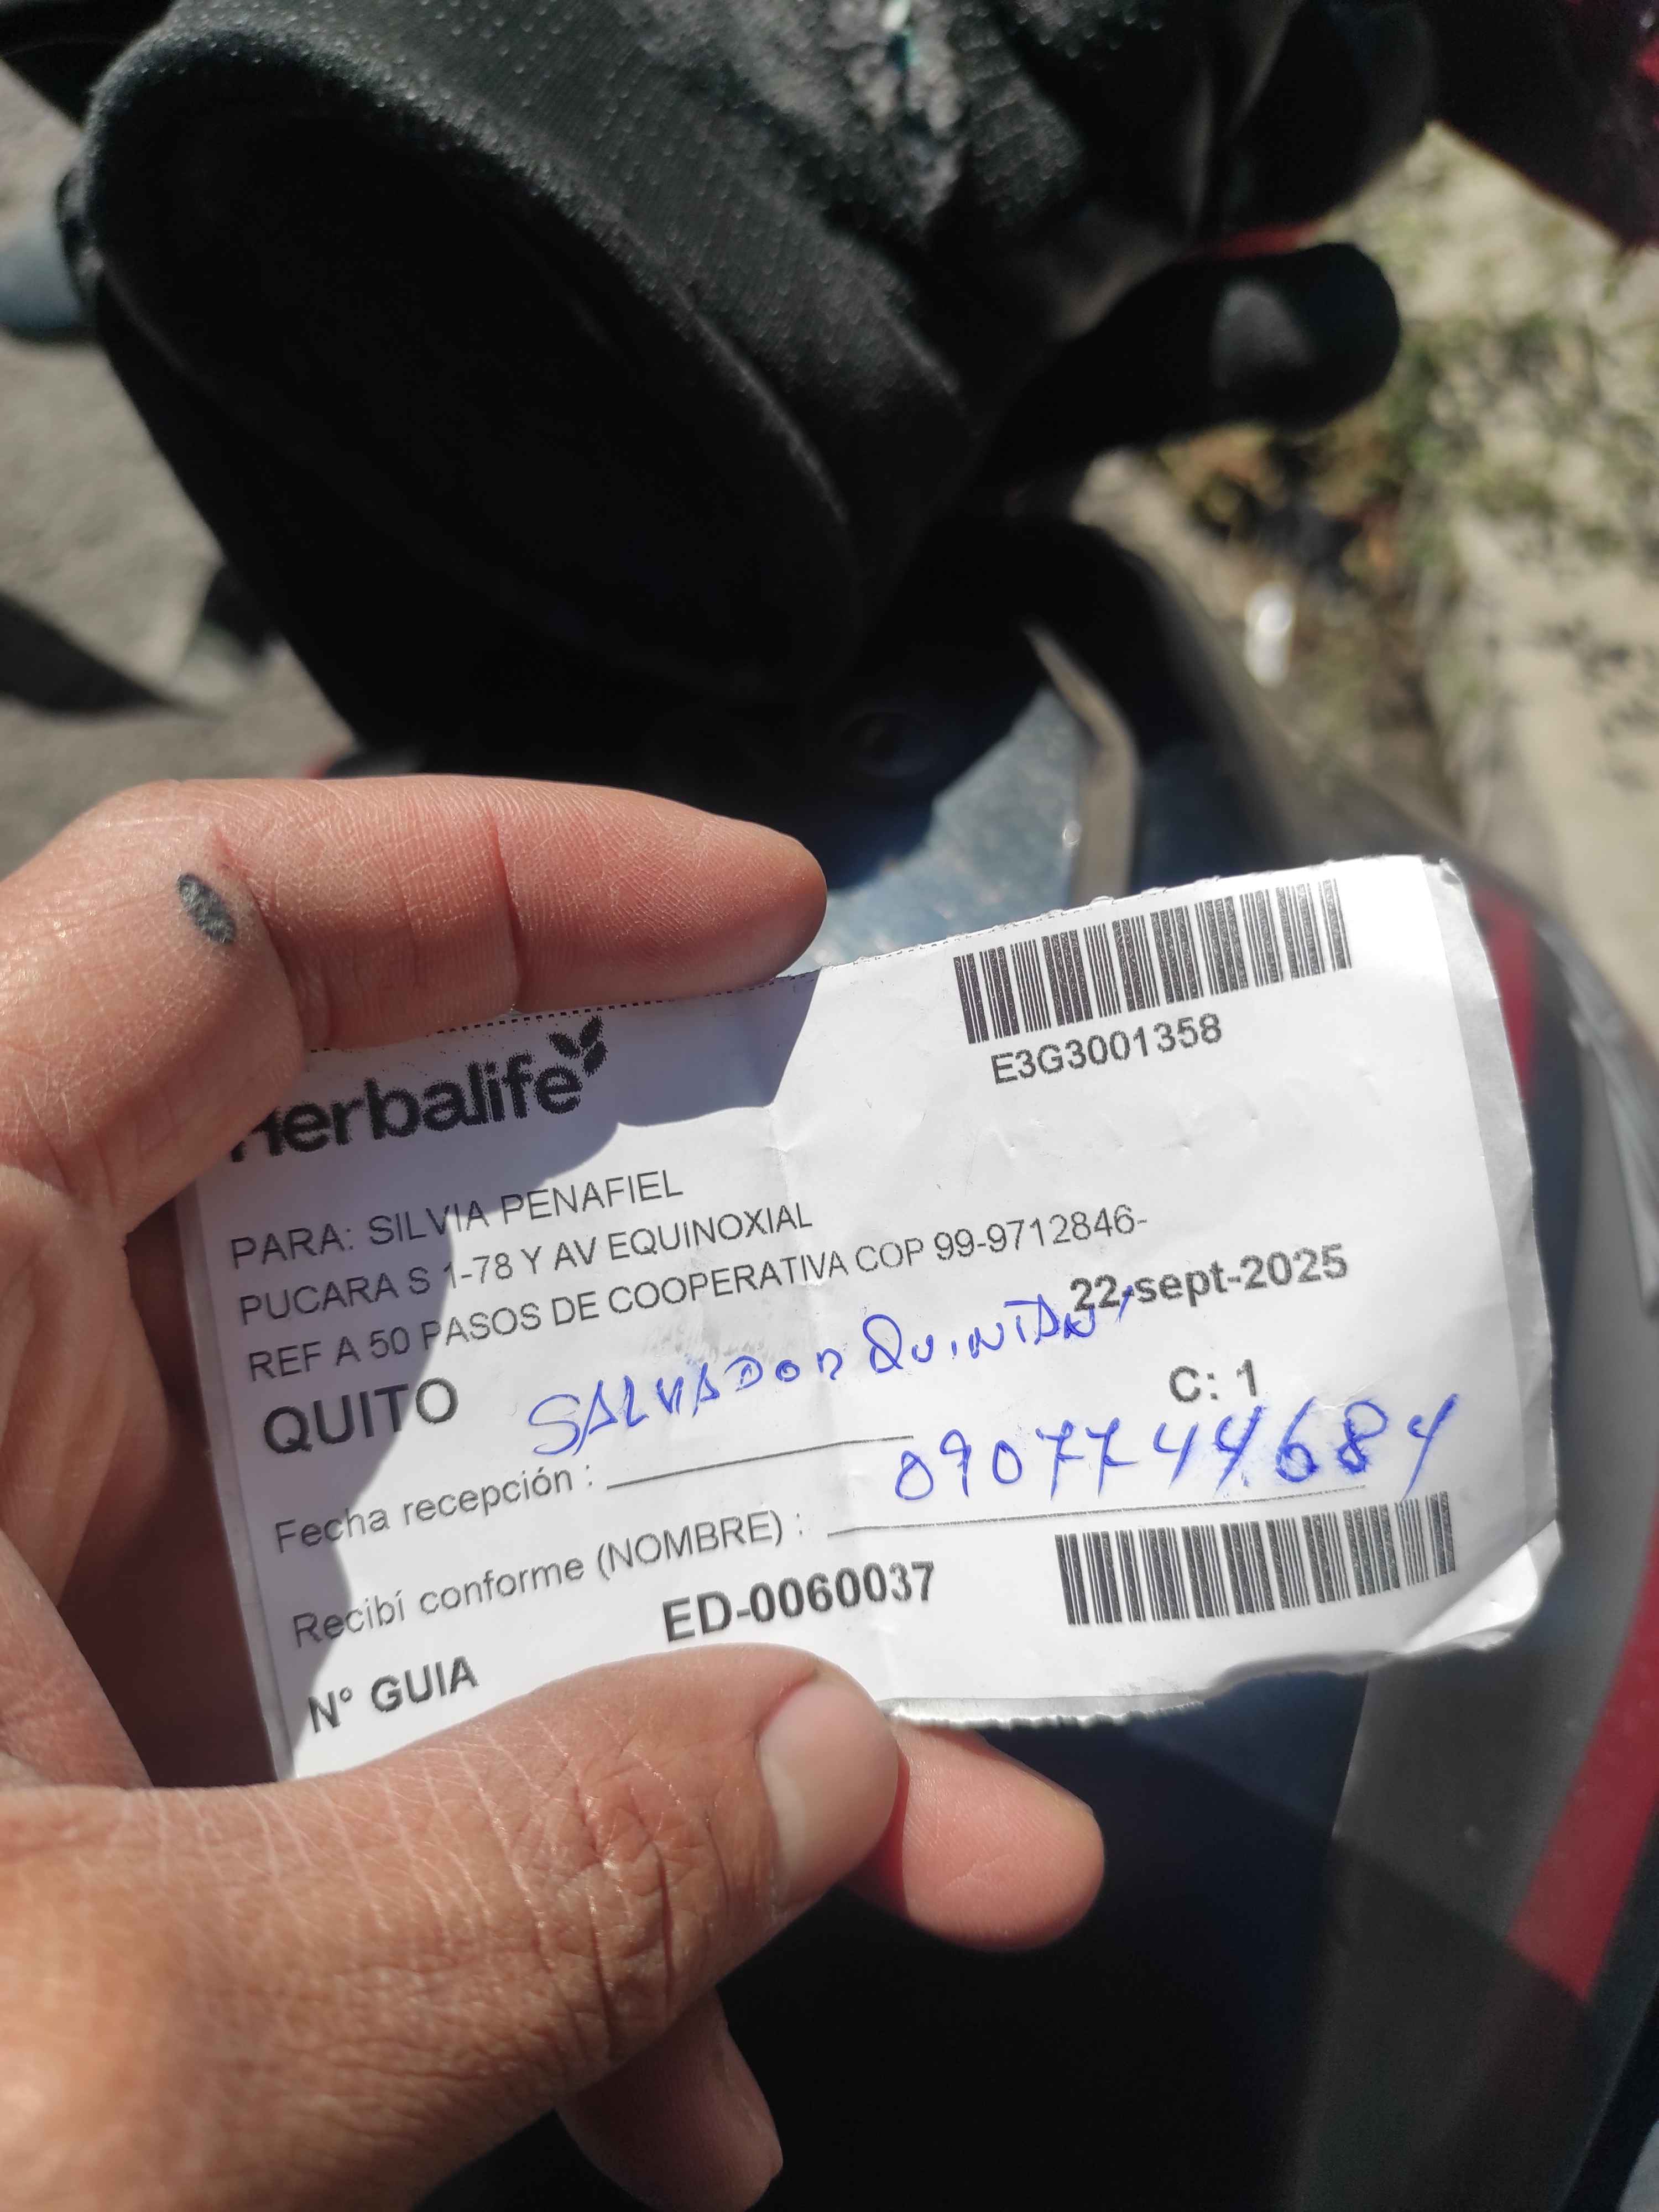 Herbalife
E3G3001358
PARA: SILVIA PENAFIEL
PUCARA S 1-78 Y AV EQUINOXIAL
REF A 50 PASOS DE COOPERATIVA COP 99-9712846-
22-sept-2025
QUITO
SALVADOR QUINTANA
C: 1
Fecha recepción :
0907744684
Recibí conforme (NOMBRE) :
N° GUIA
ED-0060037